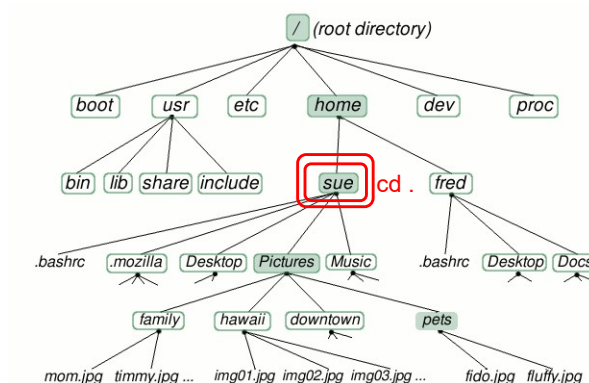 / (root directory)
boot usr etc home dev proc
bin lib share include sue cd . fred
.bashrc .mozilla Desktop Pictures Music .bashrc Desktop Docs
family hawaii downtown pets
mom.jpg timmy.jpg ... img01.jpg img02.jpg img03.jpg ... fido.jpg fluffy.jpg